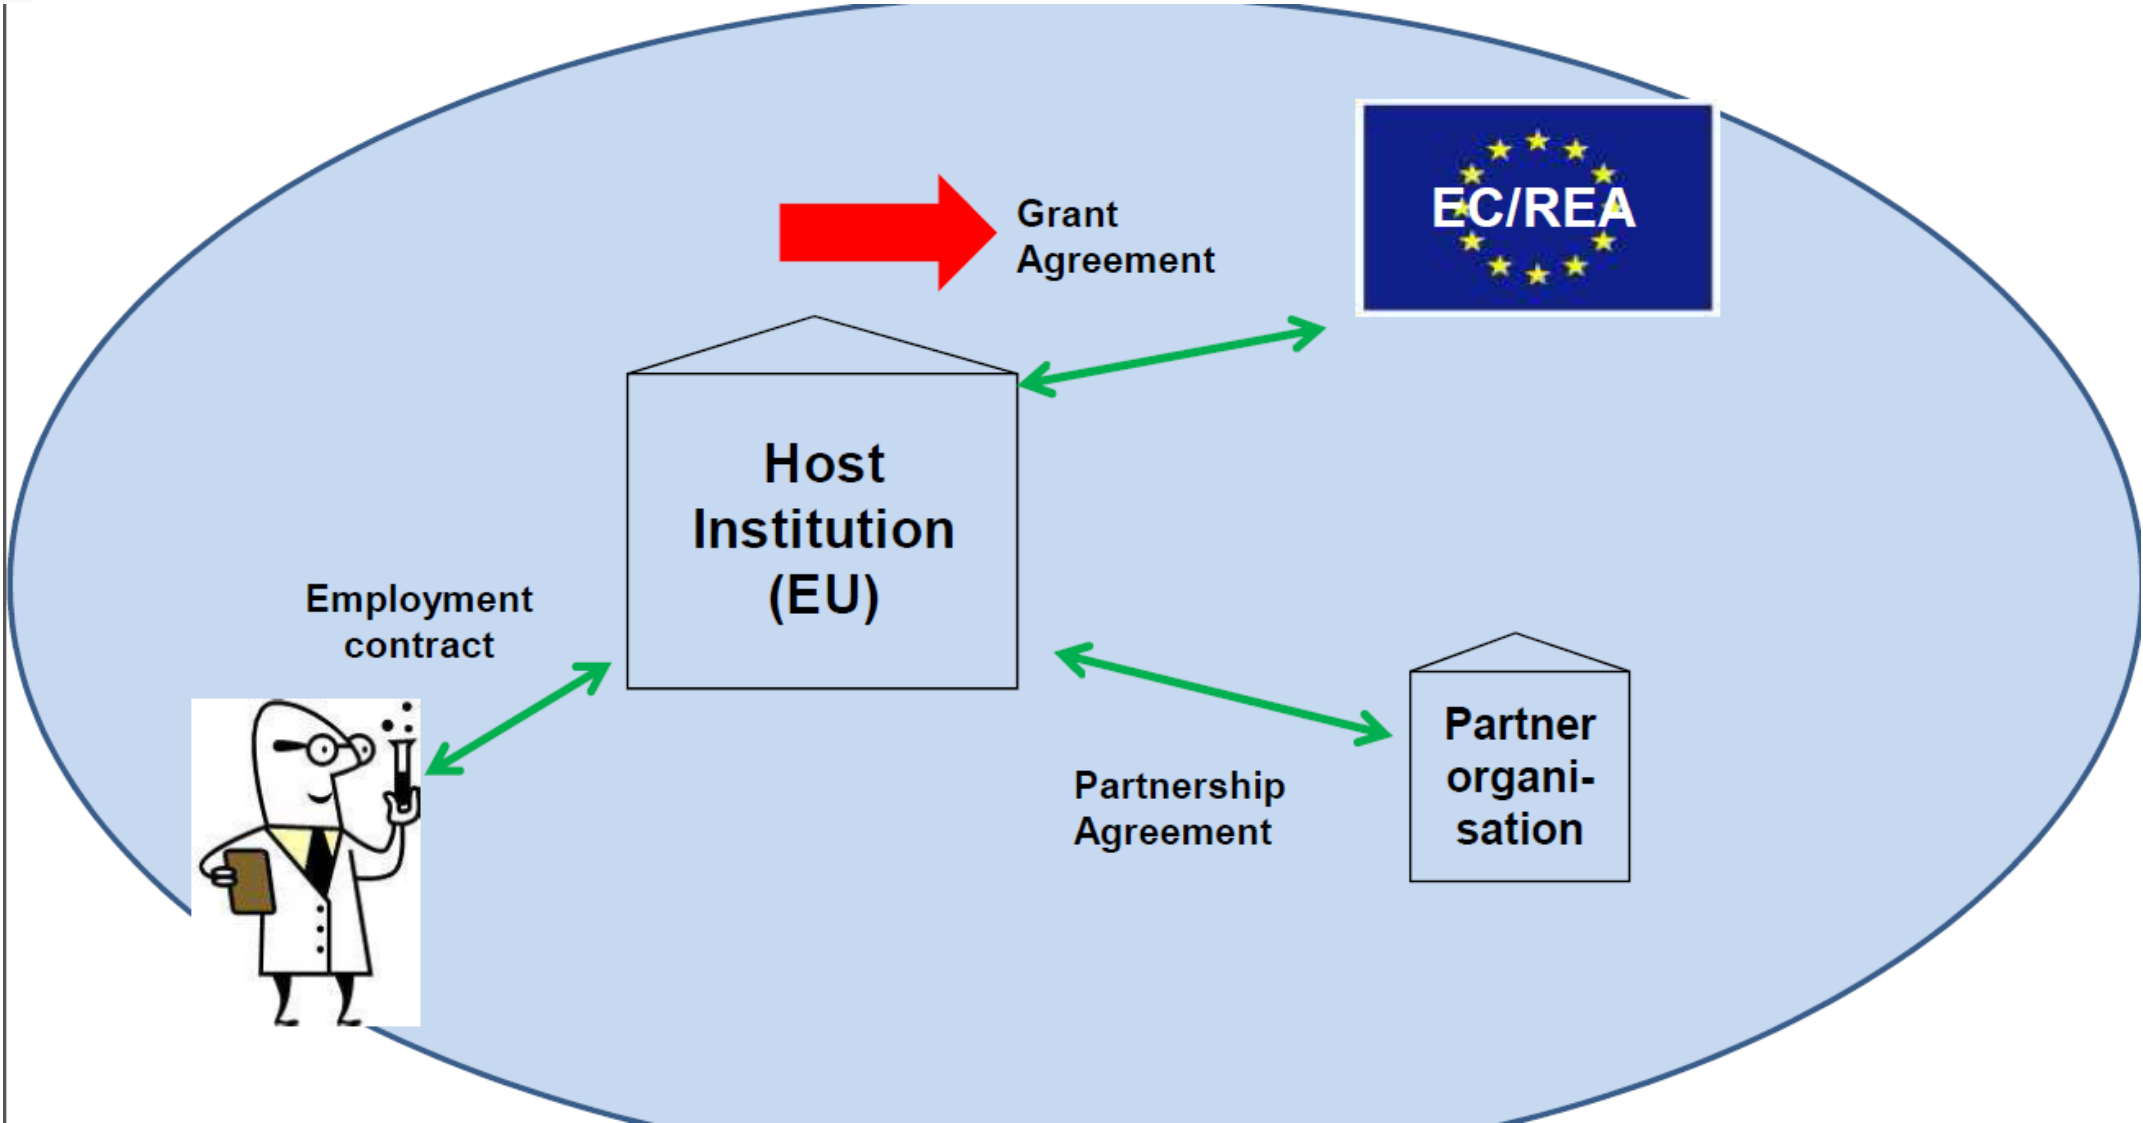 Grant
Agreement
EC/REA
Host
Institution
(EU)
Employment
contract
Partner
organi-
sation
Partnership
Agreement